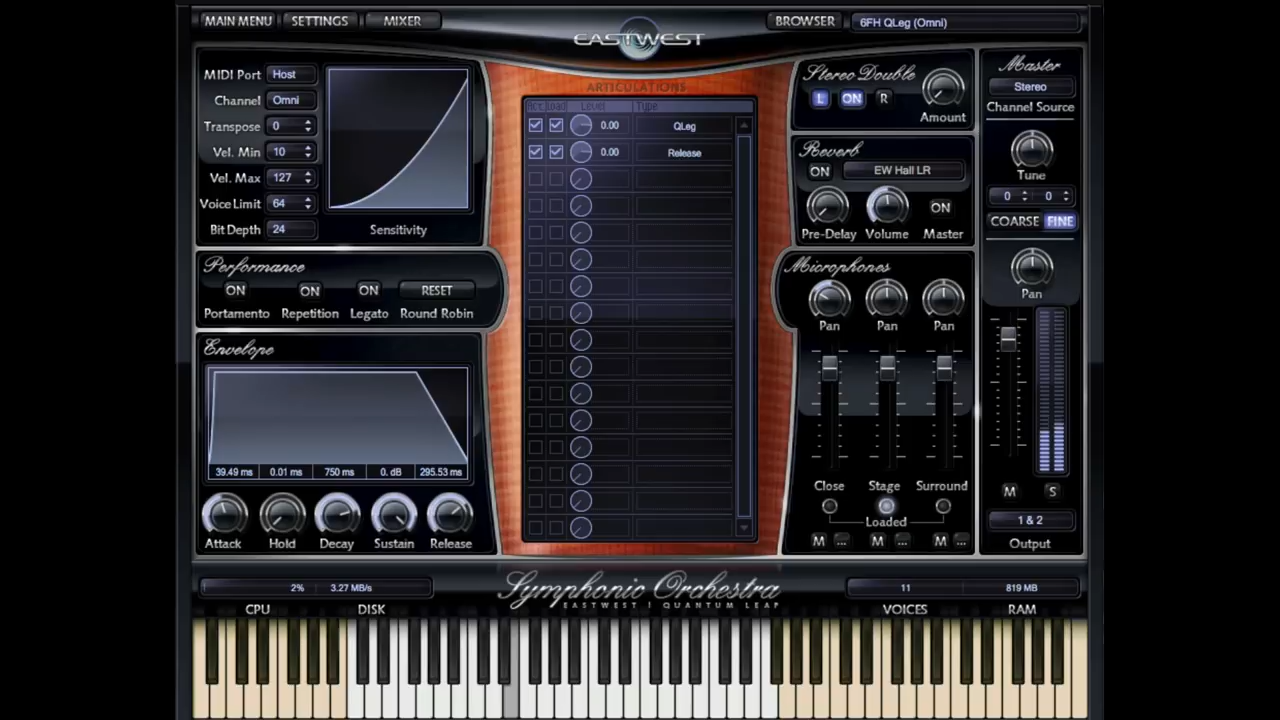 MAIN MENU SETTINGS MIXER
EASTWEST
BROWSER 6FH QLeg (Omni)
MIDI Port Host
Channel Omni
Transpose 0
Vel. Min 10
Vel. Max 127
Voice Limit 64
Bit Depth 24
Sensitivity
Performance
ON ON ON RESET
Portamento Repetition Legato Round Robin
Envelope
39.49 ms 0.01 ms 750 ms 0. dB 295.53 ms
Attack Hold Decay Sustain Release
ARTICULATIONS
Act. Load Level Type
0.00 QLeg
0.00 Release
Stereo Double
L ON R
Amount
Reverb
ON EW Hall LR
ON
Pre-Delay Volume Master
Microphones
Pan Pan Pan
Close Stage Surround
Loaded
M ... M ... M ...
Master
Stereo
Channel Source
Tune
0 0
COARSE FINE
Pan
M S
1 & 2
Output
2% 3.27 MB/s
CPU DISK
Symphonic Orchestra
EASTWEST | QUANTUM LEAP
11 819 MB
VOICES RAM